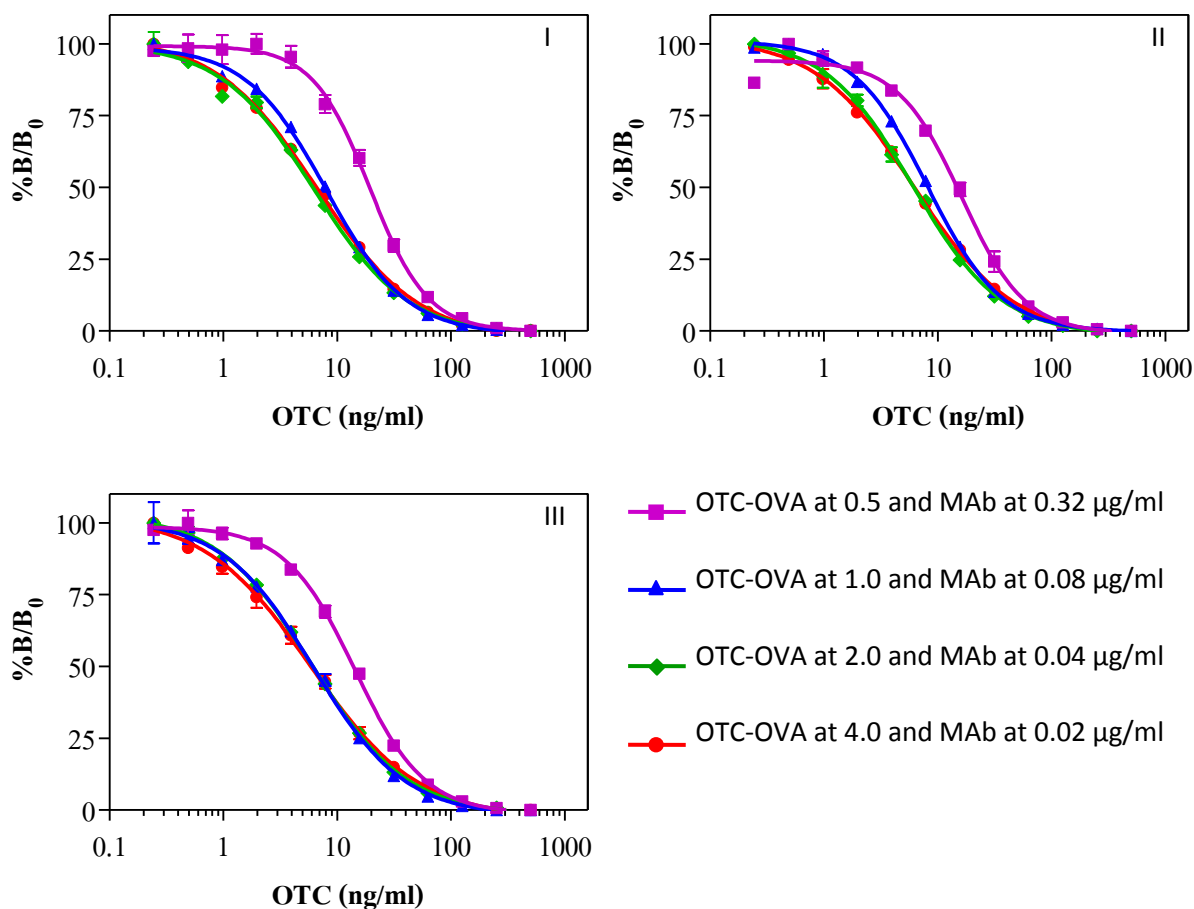 I
100
75
50
25
0
%B/B0
0.1 1 10 100 1000
OTC (ng/ml)
II
100
75
50
25
0
%B/B0
0.1 1 10 100 1000
OTC (ng/ml)
III
100
75
50
25
0
%B/B0
0.1 1 10 100 1000
OTC (ng/ml)
OTC-OVA at 0.5 and MAb at 0.32 µg/ml
OTC-OVA at 1.0 and MAb at 0.08 µg/ml
OTC-OVA at 2.0 and MAb at 0.04 µg/ml
OTC-OVA at 4.0 and MAb at 0.02 µg/ml